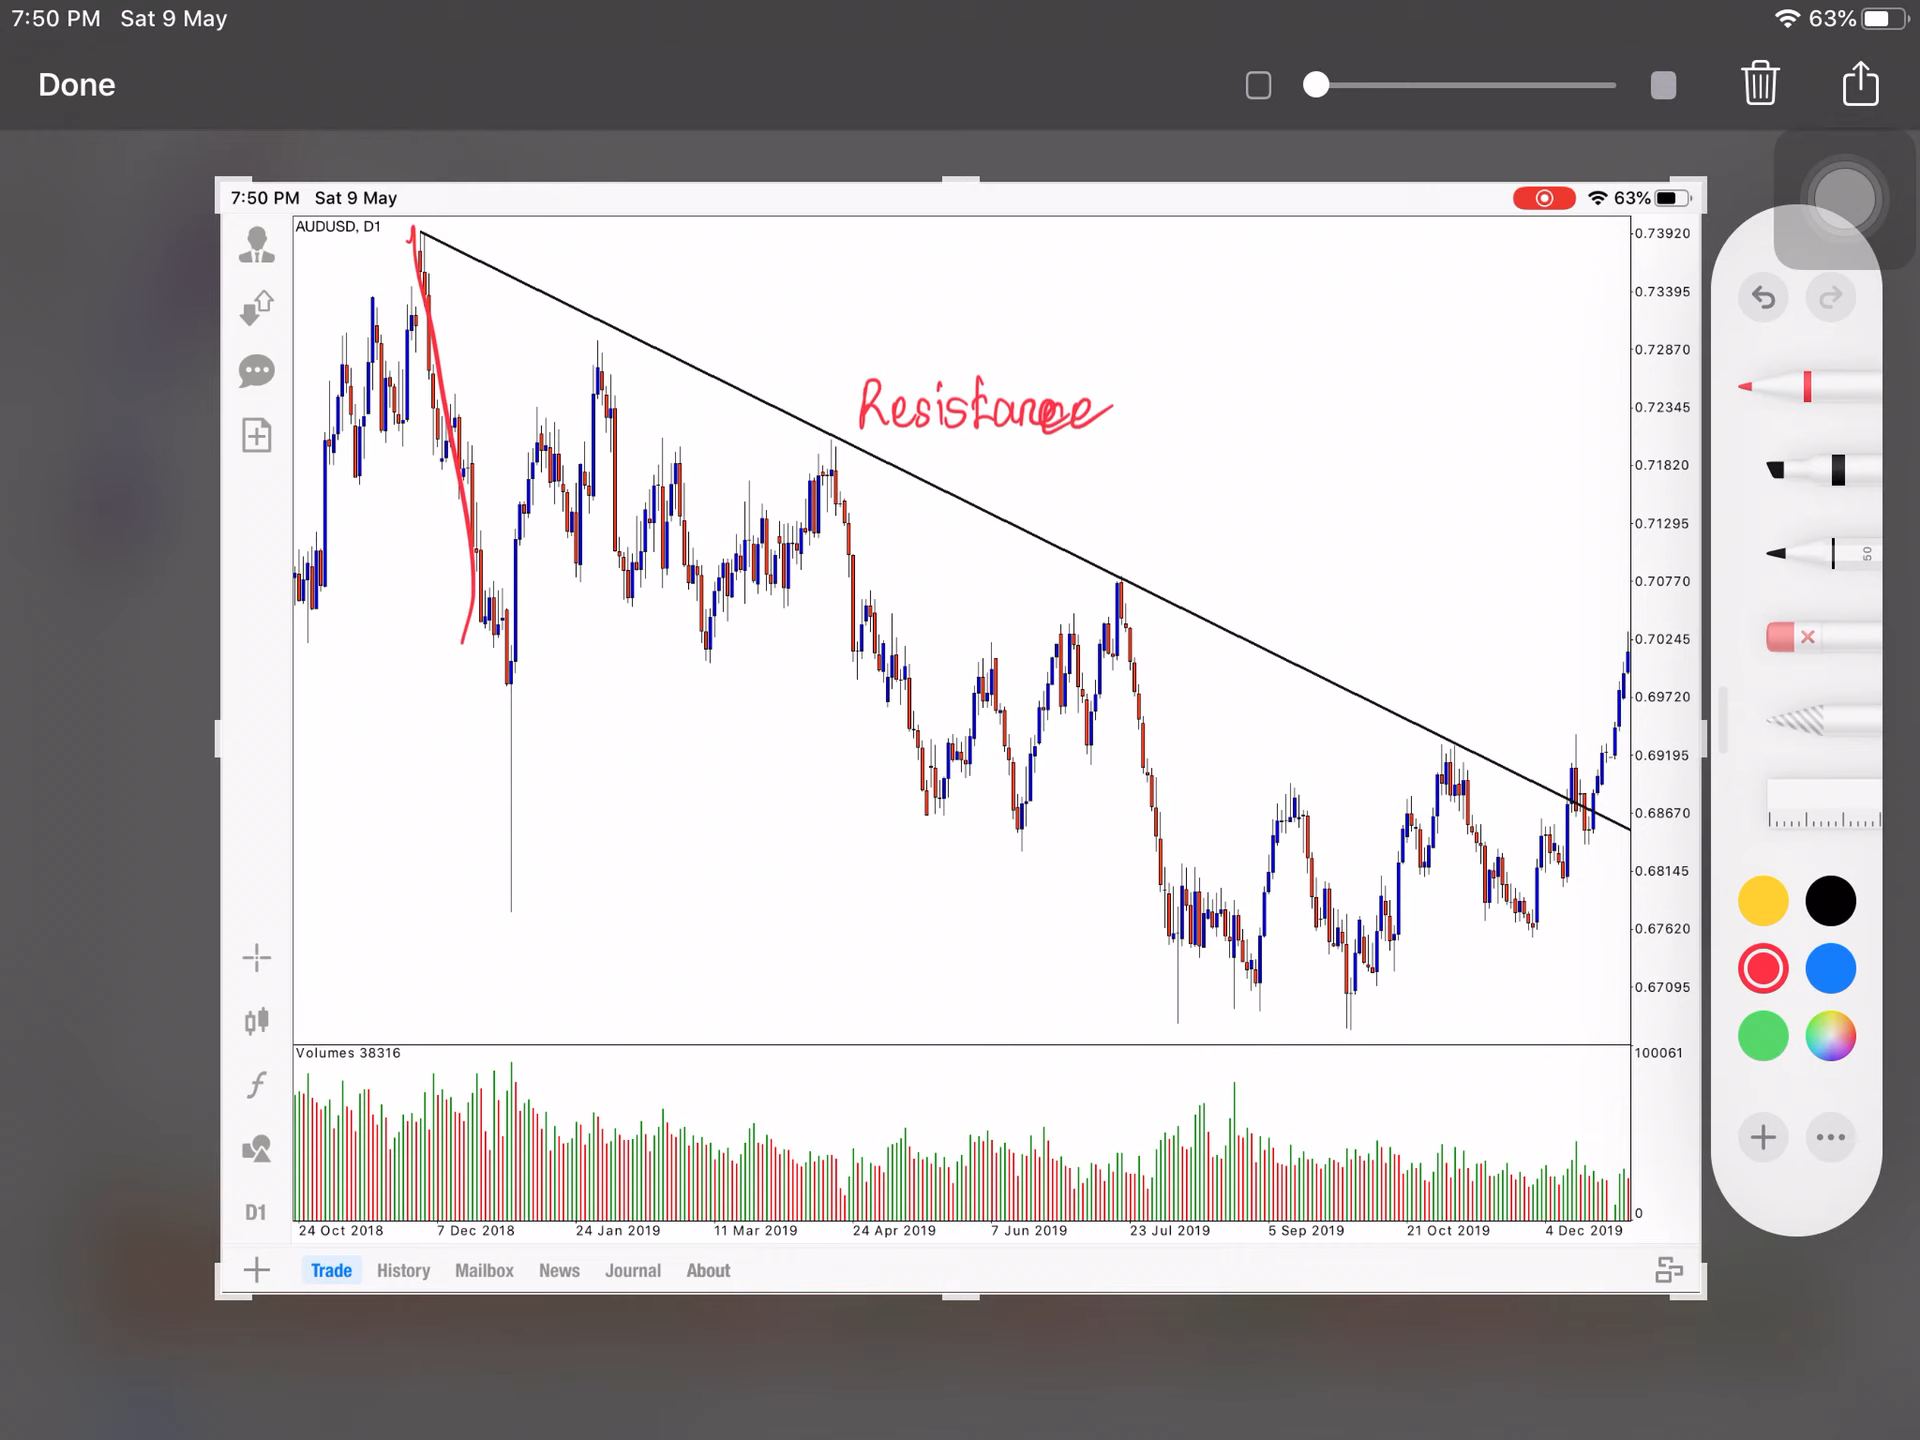 7:50 PM Sat 9 May 63%
Done
7:50 PM Sat 9 May 63%
AUDUSD, D1
0.73920
0.73395
0.72870
Resistance
0.72345
0.71820
0.71295
50
0.70770
0.70245
0.69720
0.69195
0.68670
0.68145
0.67620
0.67095
Volumes 38316
100061
D1
0
24 Oct 2018 7 Dec 2018 24 Jan 2019 11 Mar 2019 24 Apr 2019 7 Jun 2019 23 Jul 2019 5 Sep 2019 21 Oct 2019 4 Dec 2019
Trade History Mailbox News Journal About